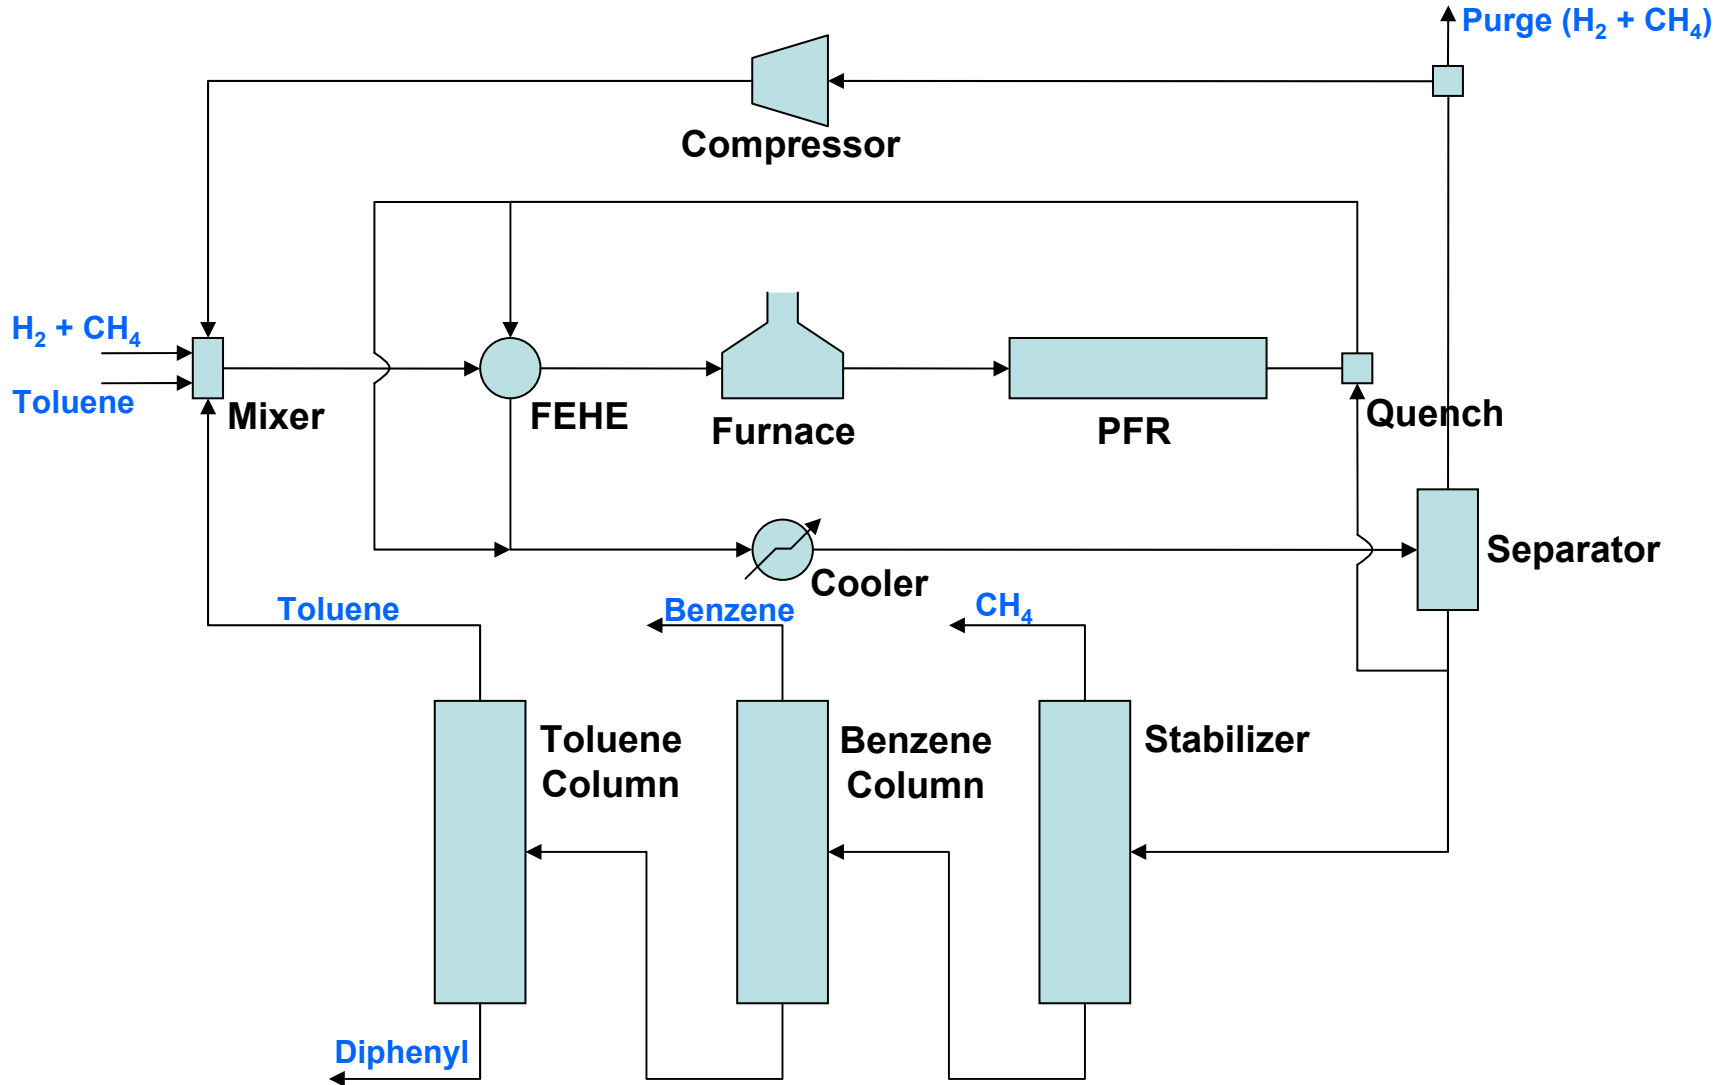 Purge (H₂ + CH₄)
Compressor
H₂ + CH₄
Toluene
Mixer
FEHE
Furnace
PFR
Quench
Separator
Cooler
Toluene
Benzene
CH₄
Toluene
Column
Benzene
Column
Stabilizer
Diphenyl